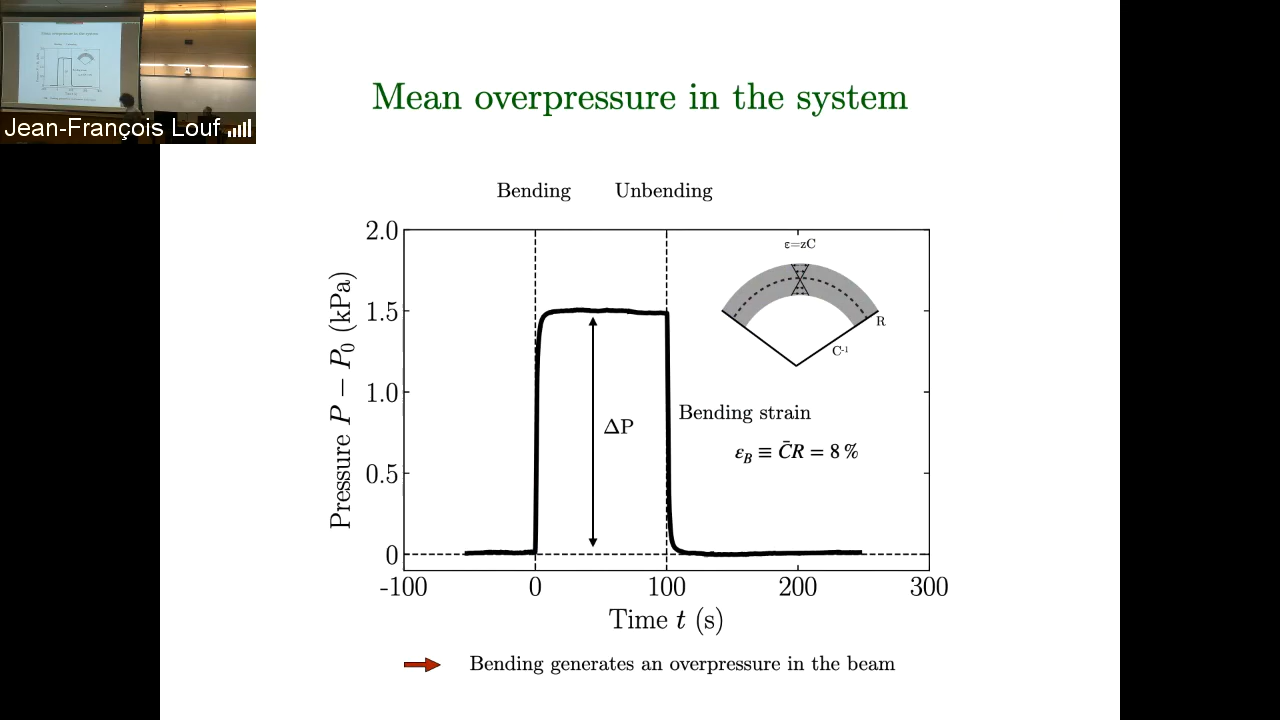 Jean-François Louf
Mean overpressure in the system
Bending Unbending
2.0
1.5
1.0
0.5
0
Pressure P − P₀ (kPa)
ε=zC
R
C⁻¹
ΔP
Bending strain
ε_B ≡ C̄R = 8 %
-100 0 100 200 300
Time t (s)
Bending generates an overpressure in the beam